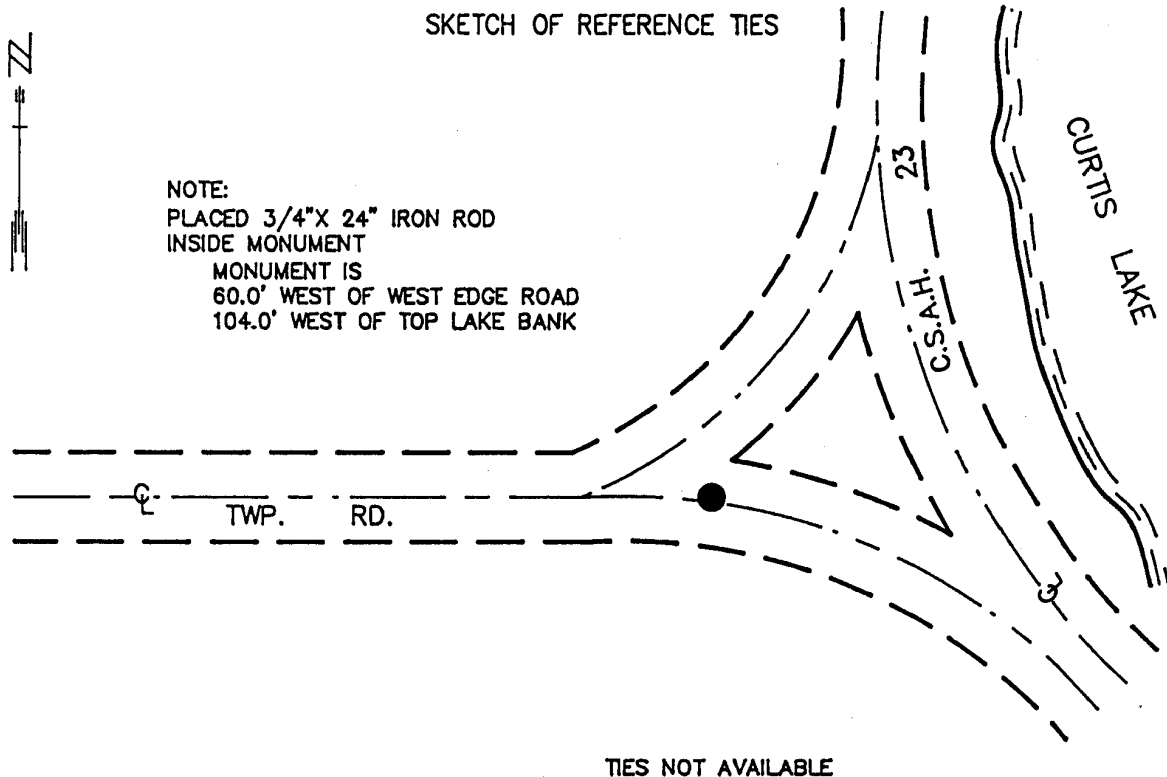 SKETCH OF REFERENCE TIES
N
NOTE:
PLACED 3/4"X 24" IRON ROD
INSIDE MONUMENT
MONUMENT IS
60.0' WEST OF WEST EDGE ROAD
104.0' WEST OF TOP LAKE BANK
CURTIS LAKE
C.S.A.H. 23
CL
TWP. RD.
CL
TIES NOT AVAILABLE